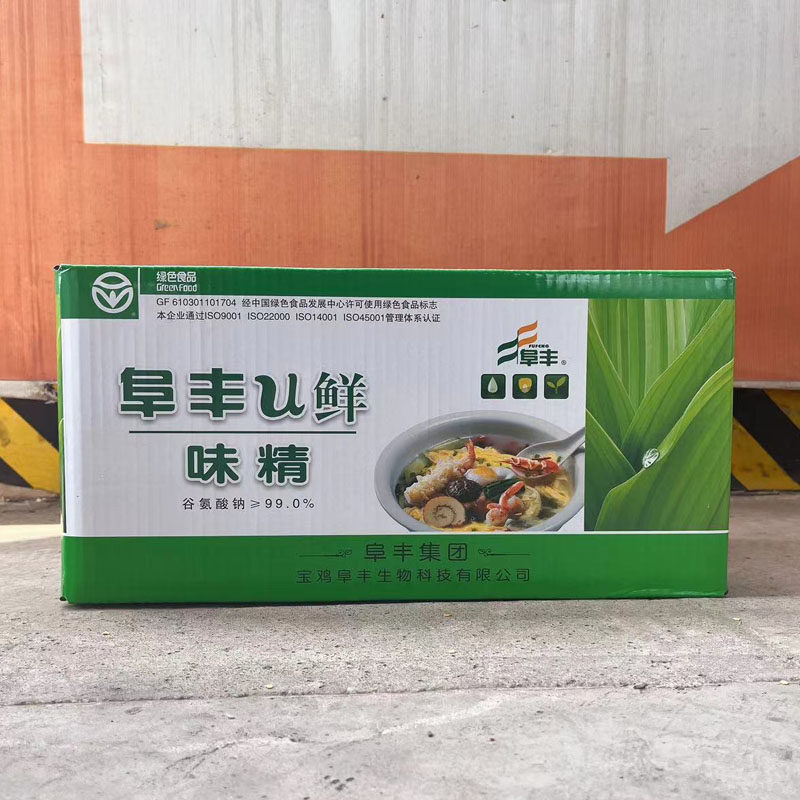 绿色食品
GreenFood
GF 610301101704 经中国绿色食品发展中心许可使用绿色食品标志
本企业通过ISO9001 ISO22000 ISO14001 ISO45001管理体系认证
FUFENG
阜丰®
阜丰u鲜
味精
谷氨酸钠≥99.0%
阜丰集团
宝鸡阜丰生物科技有限公司